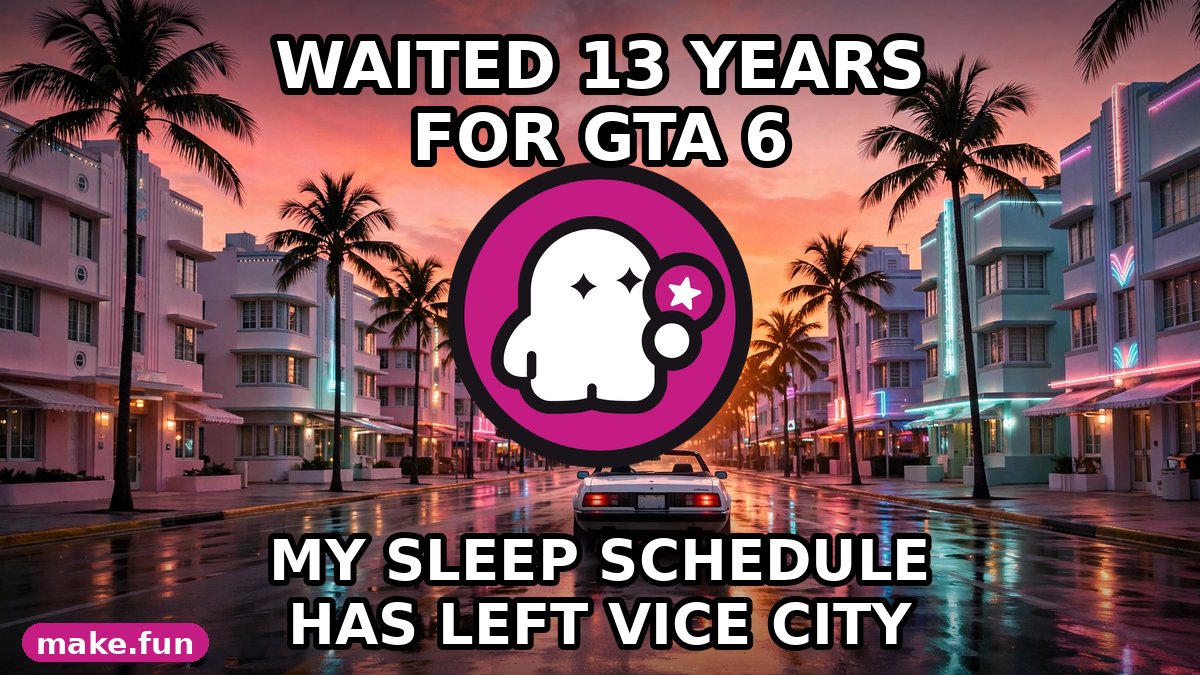 WAITED 13 YEARS
FOR GTA 6
MY SLEEP SCHEDULE
HAS LEFT VICE CITY
make.fun